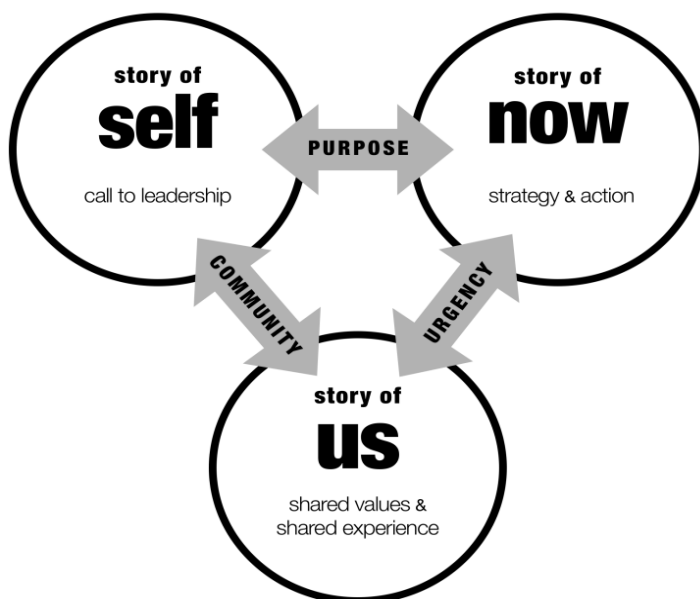 story of
self
call to leadership
PURPOSE
story of
now
strategy & action
COMMUNITY
URGENCY
story of
us
shared values &
shared experience